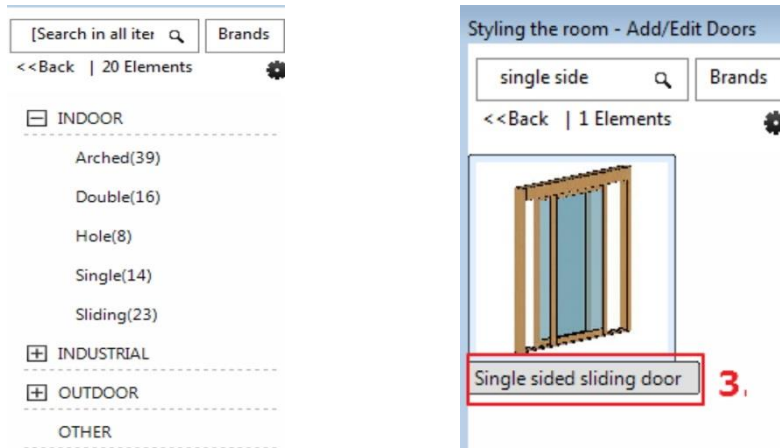 [Search in all iter
Brands
<<Back | 20 Elements
INDOOR
Arched(39)
Double(16)
Hole(8)
Single(14)
Sliding(23)
INDUSTRIAL
OUTDOOR
OTHER
Styling the room - Add/Edit Doors
single side
Brands
<<Back | 1 Elements
Single sided sliding door
3.